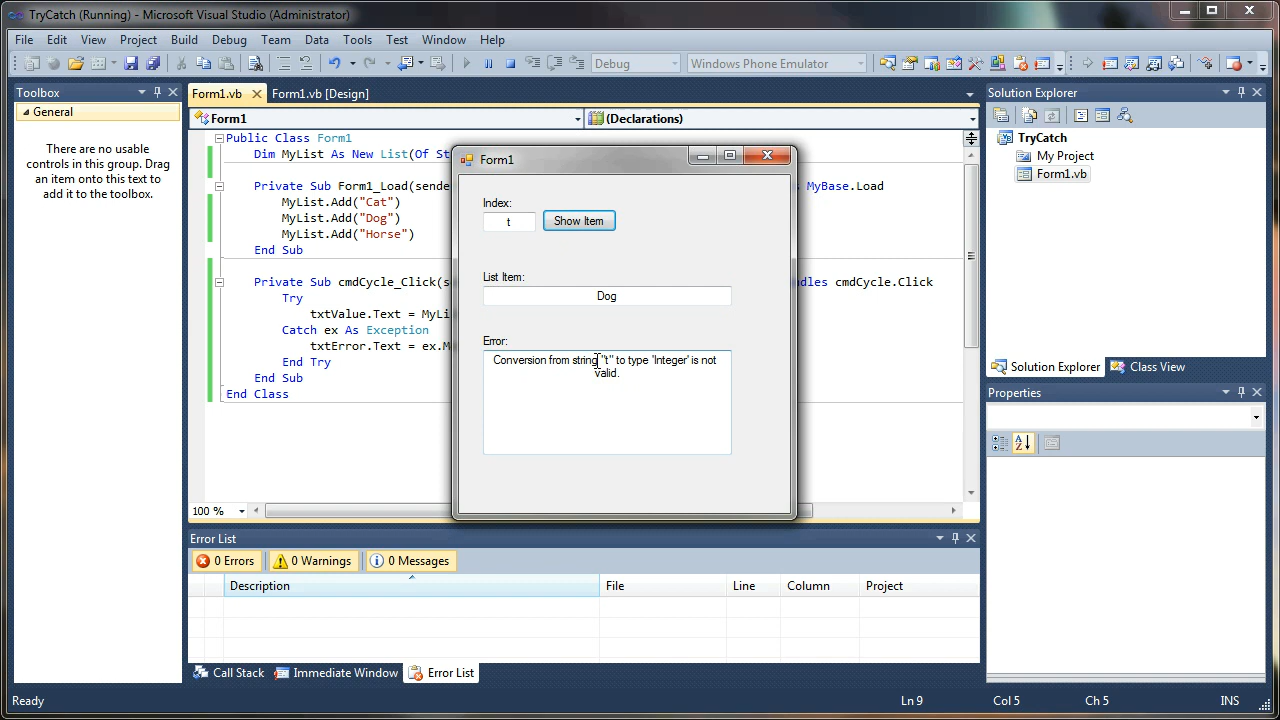 TryCatch (Running) - Microsoft Visual Studio (Administrator)
File Edit View Project Build Debug Team Data Tools Test Window Help
Debug Windows Phone Emulator
Toolbox
General
There are no usable
controls in this group. Drag
an item onto this text to
add it to the toolbox.
Form1.vb Form1.vb [Design]
Form1 (Declarations)
Public Class Form1
Dim MyList As New List(Of St
Private Sub Form1_Load(sende s MyBase.Load
MyList.Add("Cat")
MyList.Add("Dog")
MyList.Add("Horse")
End Sub
Private Sub cmdCycle_Click(s ndles cmdCycle.Click
Try
txtValue.Text = MyLi
Catch ex As Exception
txtError.Text = ex.M
End Try
End Sub
End Class
100 %
Form1
Index:
t Show Item
List Item:
Dog
Error:
Conversion from string "t" to type 'Integer' is not
valid.
Solution Explorer
TryCatch
My Project
Form1.vb
Solution Explorer Class View
Properties
Error List
0 Errors 0 Warnings 0 Messages
Description File Line Column Project
Call Stack Immediate Window Error List
Ready Ln 9 Col 5 Ch 5 INS